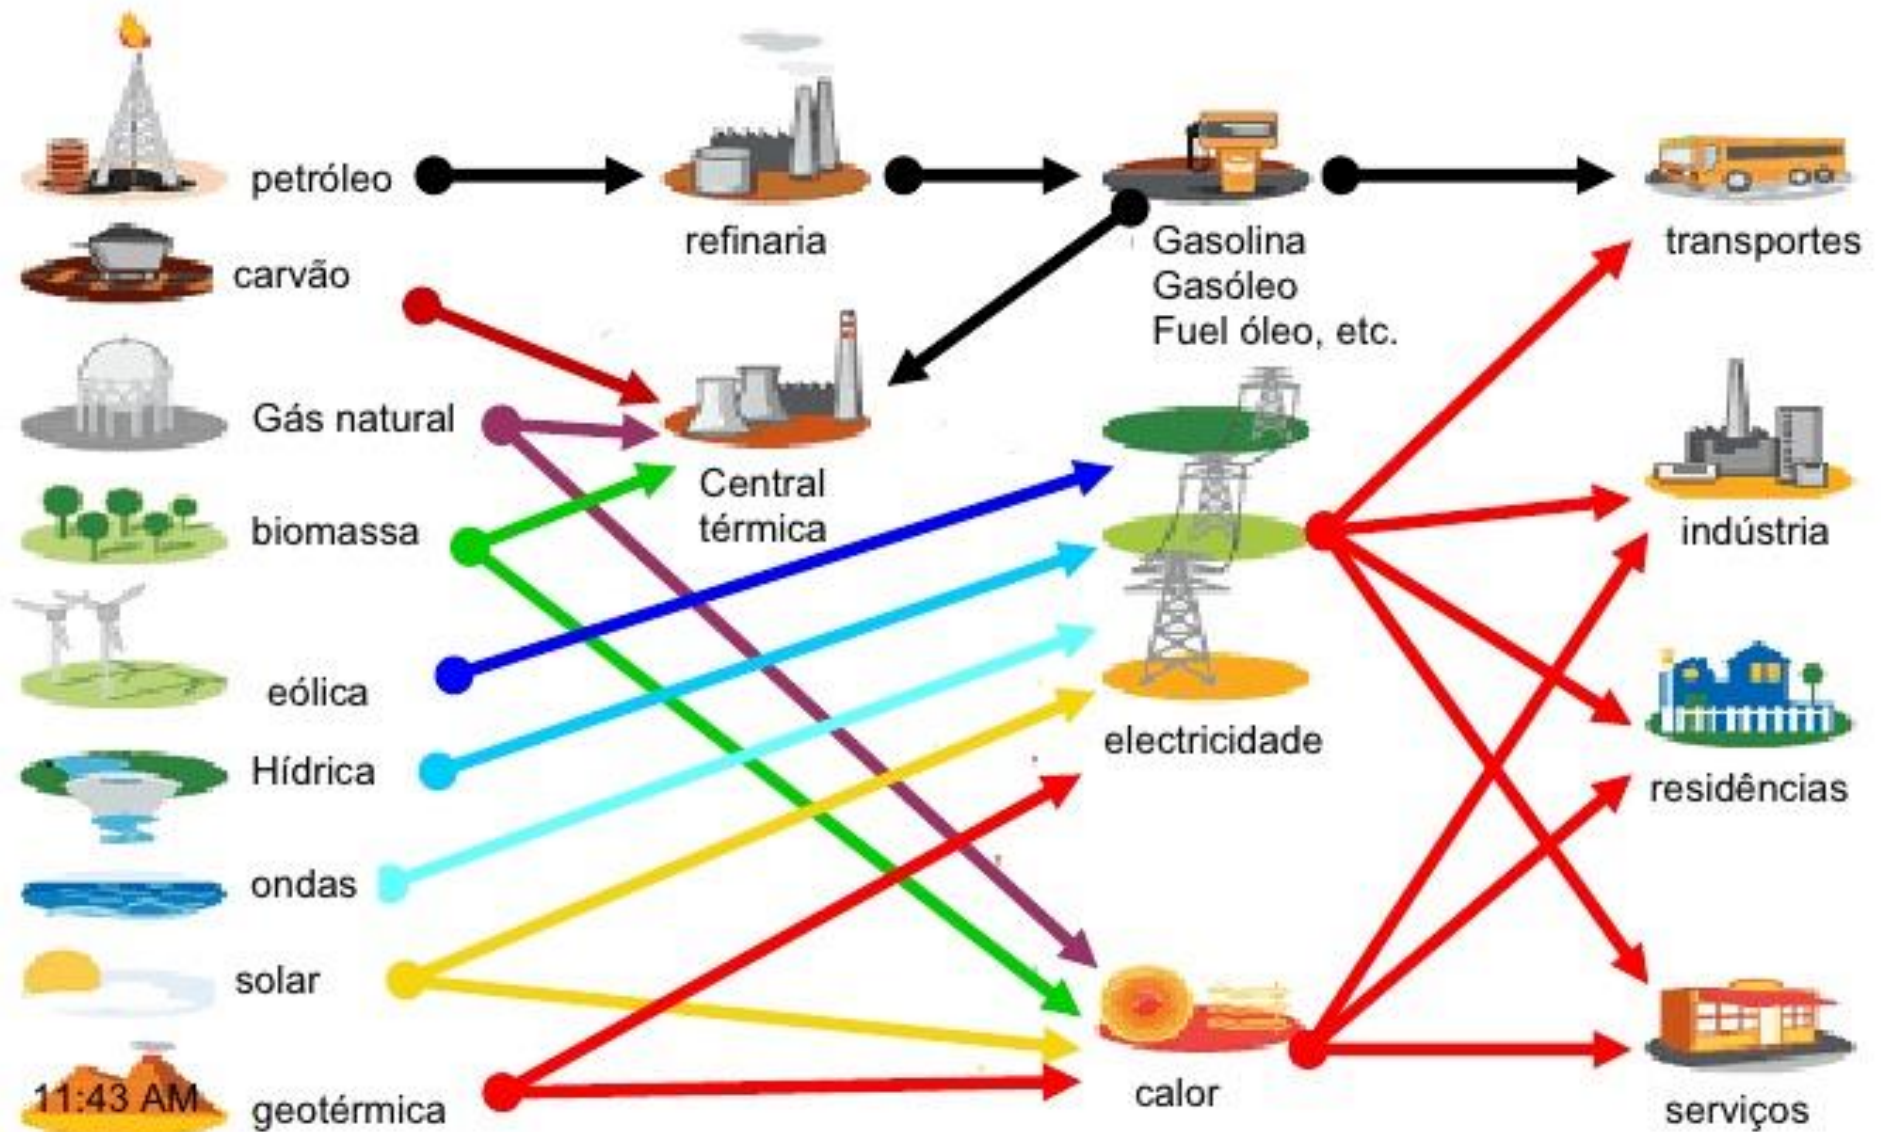 petróleo
refinaria
Gasolina
Gasóleo
Fuel óleo, etc.
transportes
carvão
Gás natural
Central
térmica
biomassa
indústria
eólica
electricidade
Hídrica
residências
ondas
solar
calor
11:43 AM
geotérmica
serviços